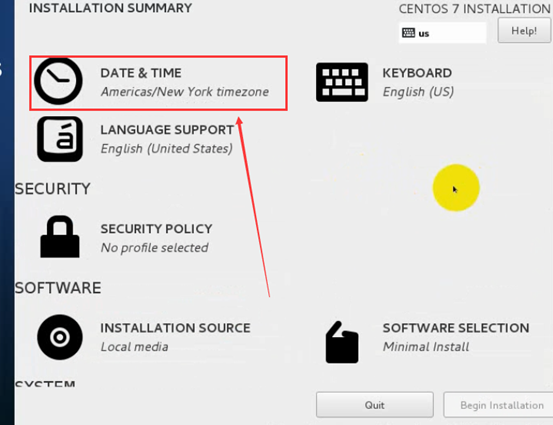 INSTALLATION SUMMARY
CENTOS 7 INSTALLATION
us
Help!
DATE & TIME
Americas/New York timezone
KEYBOARD
English (US)
LANGUAGE SUPPORT
English (United States)
SECURITY
SECURITY POLICY
No profile selected
SOFTWARE
INSTALLATION SOURCE
Local media
SOFTWARE SELECTION
Minimal Install
SYSTEM
Quit
Begin Installation